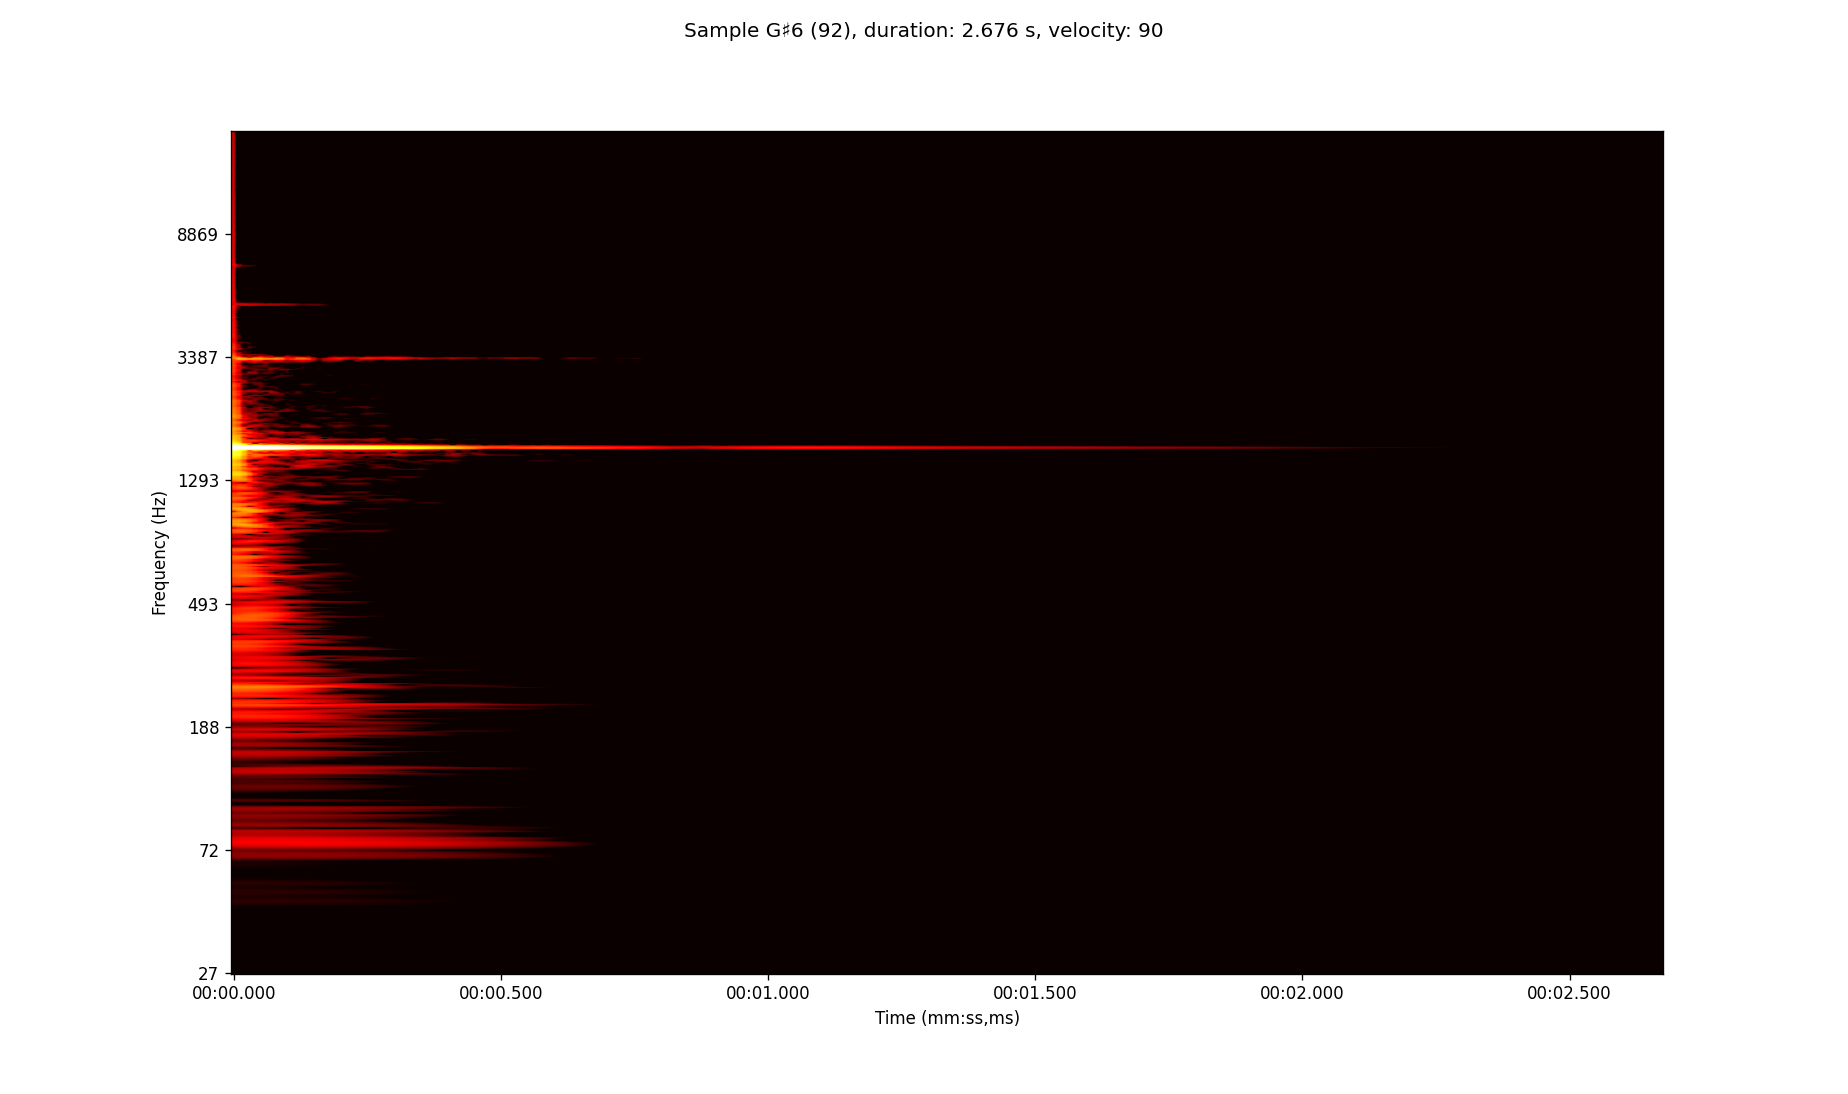 Sample G♯6 (92), duration: 2.676 s, velocity: 90
8869
3387
1293
493
188
72
27
Frequency (Hz)
00:00.000 00:00.500 00:01.000 00:01.500 00:02.000 00:02.500
Time (mm:ss,ms)